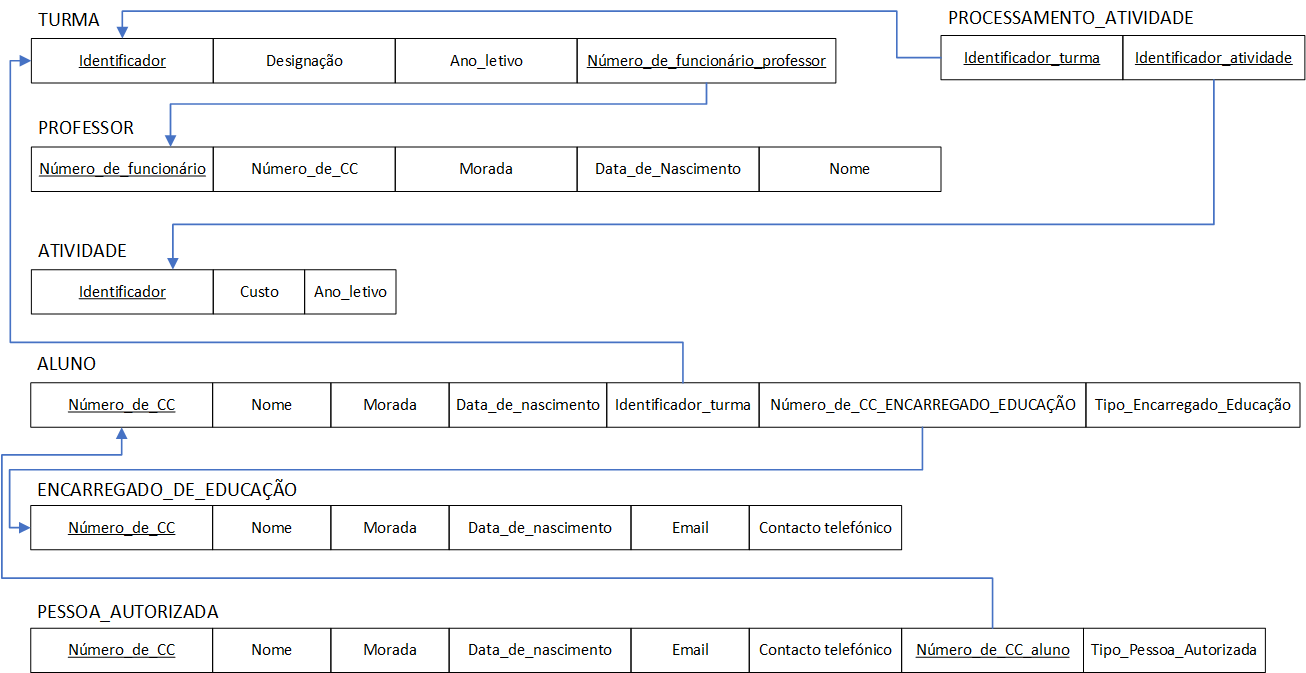 TURMA
Identificador Designação Ano_letivo Número_de_funcionário_professor
PROCESSAMENTO_ATIVIDADE
Identificador_turma Identificador_atividade
PROFESSOR
Número_de_funcionário Número_de_CC Morada Data_de_Nascimento Nome
ATIVIDADE
Identificador Custo Ano_letivo
ALUNO
Número_de_CC Nome Morada Data_de_nascimento Identificador_turma Número_de_CC_ENCARREGADO_EDUCAÇÃO Tipo_Encarregado_Educação
ENCARREGADO_DE_EDUCAÇÃO
Número_de_CC Nome Morada Data_de_nascimento Email Contacto telefónico
PESSOA_AUTORIZADA
Número_de_CC Nome Morada Data_de_nascimento Email Contacto telefónico Número_de_CC_aluno Tipo_Pessoa_Autorizada